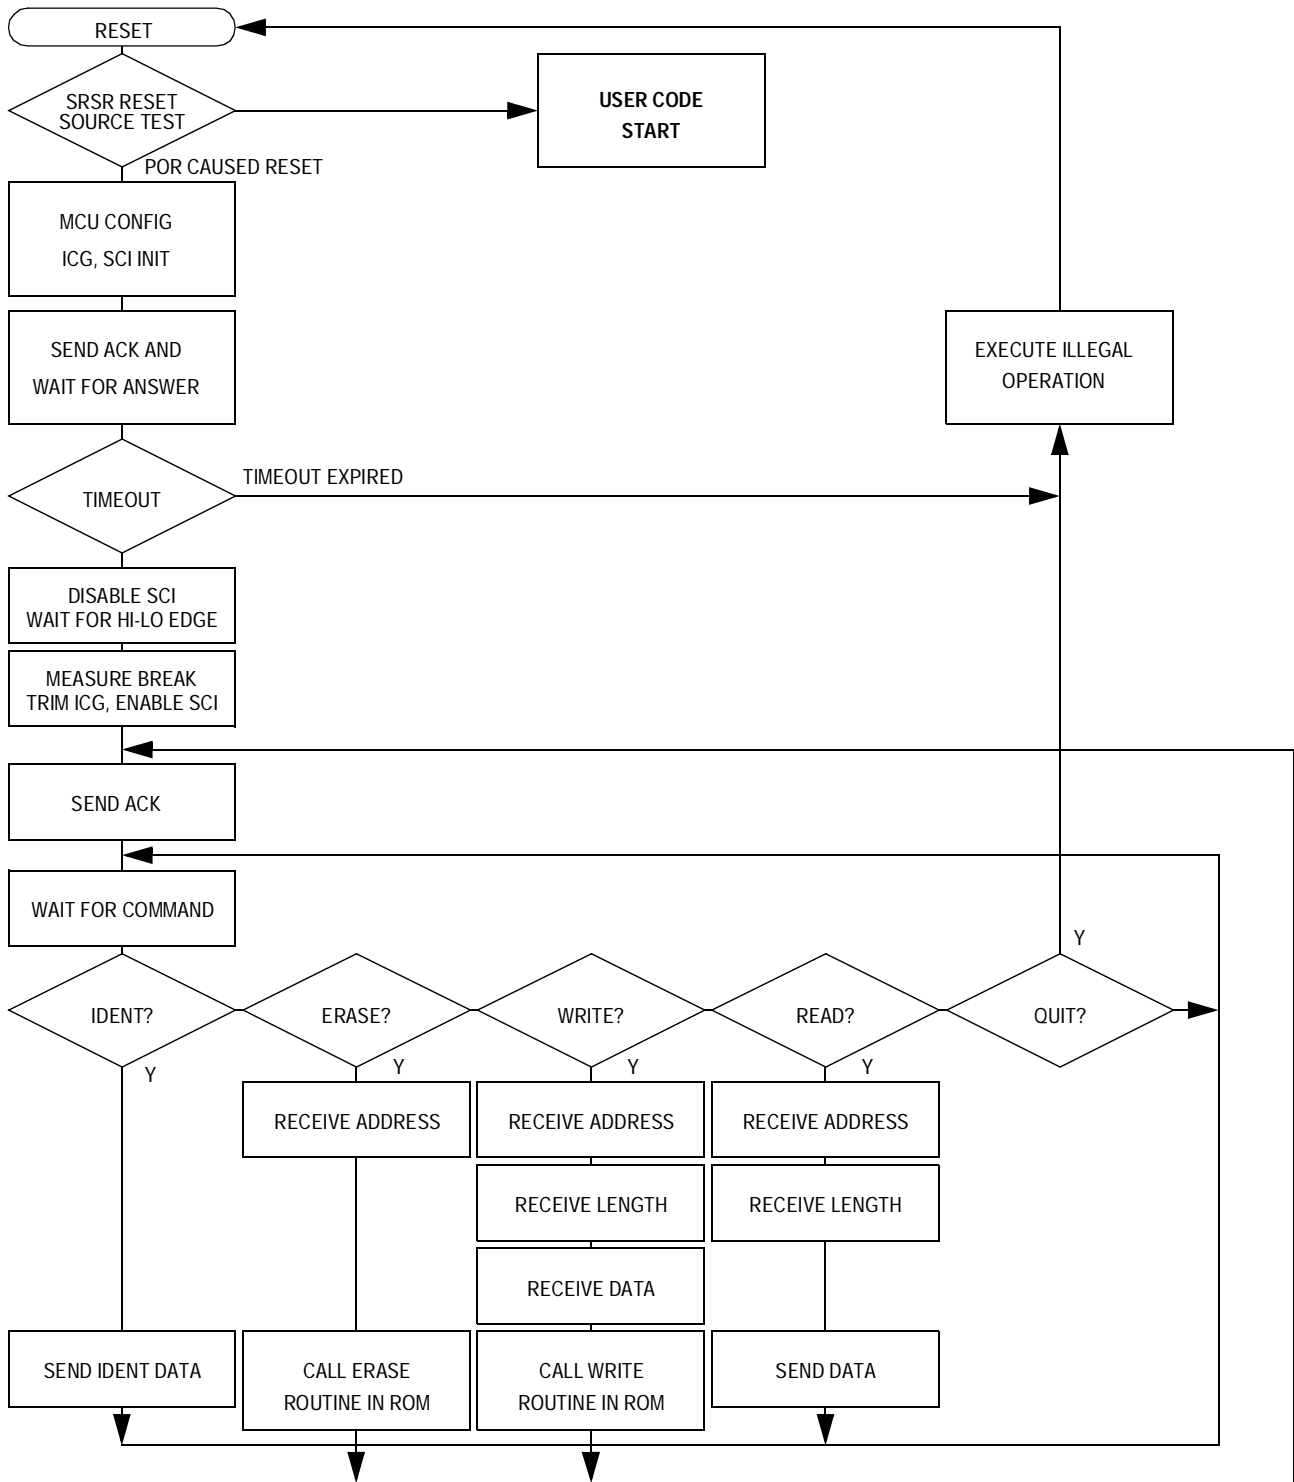 RESET
SRSR RESET
SOURCE TEST
USER CODE
START
POR CAUSED RESET
MCU CONFIG
ICG, SCI INIT
SEND ACK AND
WAIT FOR ANSWER
EXECUTE ILLEGAL
OPERATION
TIMEOUT
TIMEOUT EXPIRED
DISABLE SCI
WAIT FOR HI-LO EDGE
MEASURE BREAK
TRIM ICG, ENABLE SCI
SEND ACK
WAIT FOR COMMAND
Y
IDENT?
ERASE?
WRITE?
READ?
QUIT?
Y
Y
Y
Y
RECEIVE ADDRESS
RECEIVE ADDRESS
RECEIVE ADDRESS
RECEIVE LENGTH
RECEIVE LENGTH
RECEIVE DATA
SEND IDENT DATA
CALL ERASE
ROUTINE IN ROM
CALL WRITE
ROUTINE IN ROM
SEND DATA